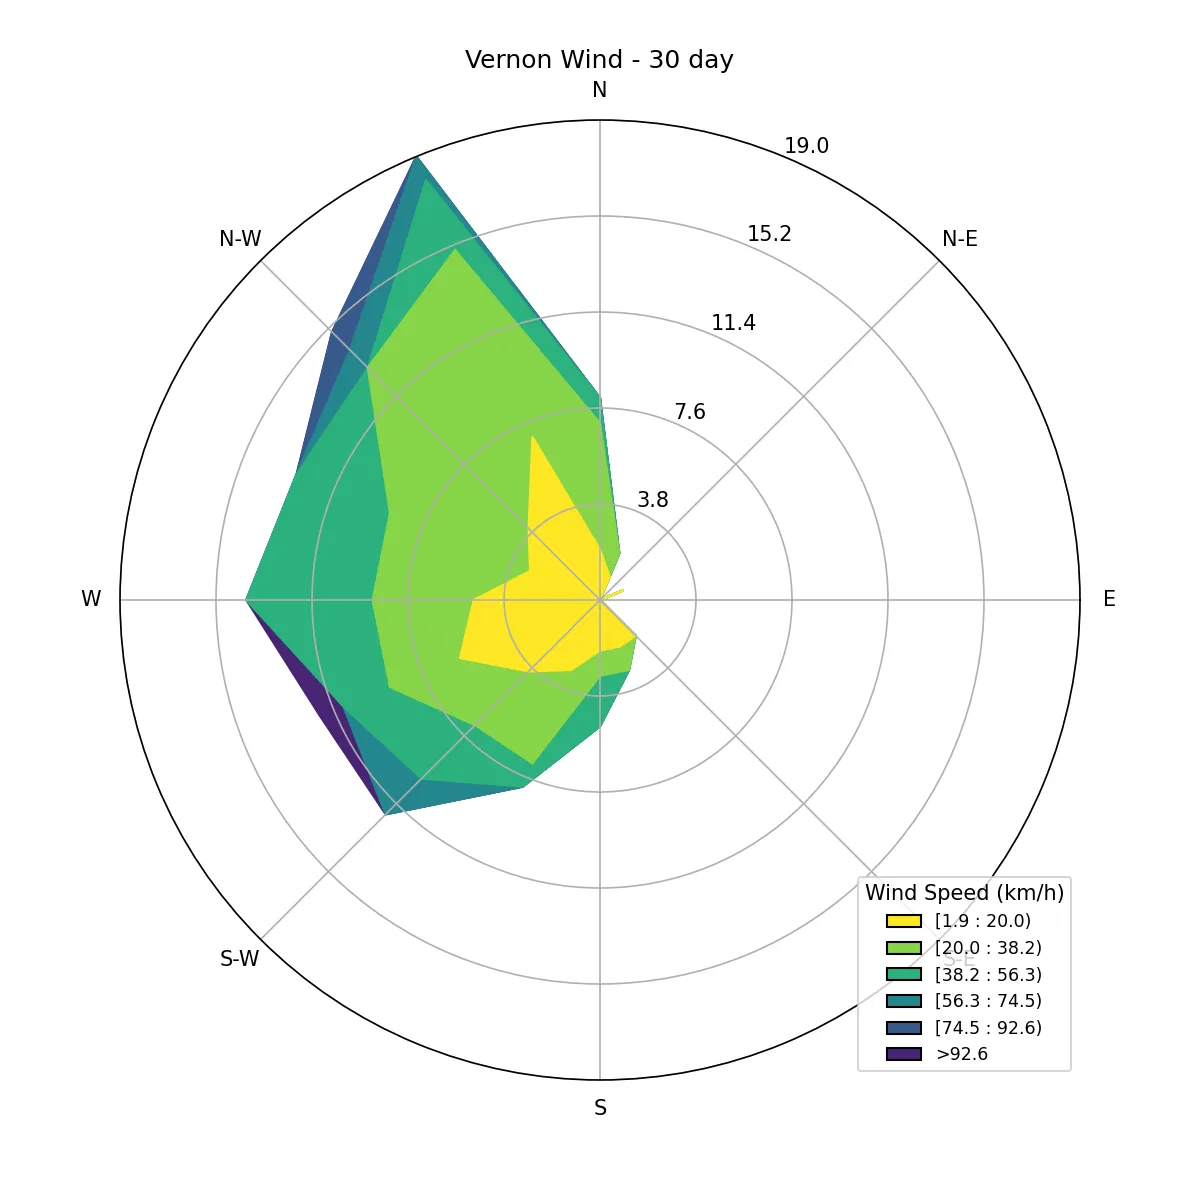 Vernon Wind - 30 day
N
19.0
N-W
15.2
N-E
11.4
7.6
3.8
W
E
S-W
S-E
S
Wind Speed (km/h)
[1.9 : 20.0)
[20.0 : 38.2)
[38.2 : 56.3)
[56.3 : 74.5)
[74.5 : 92.6)
>92.6